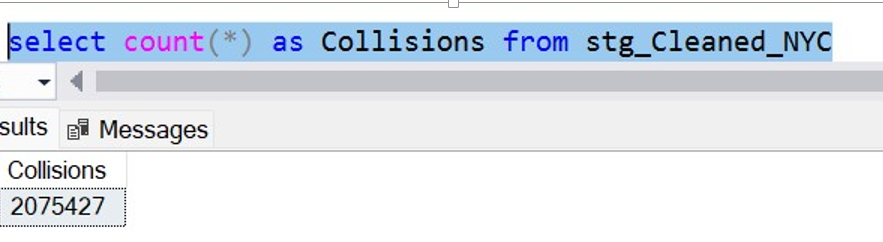 select count(*) as Collisions from stg_Cleaned_NYC
sults Messages
Collisions
2075427